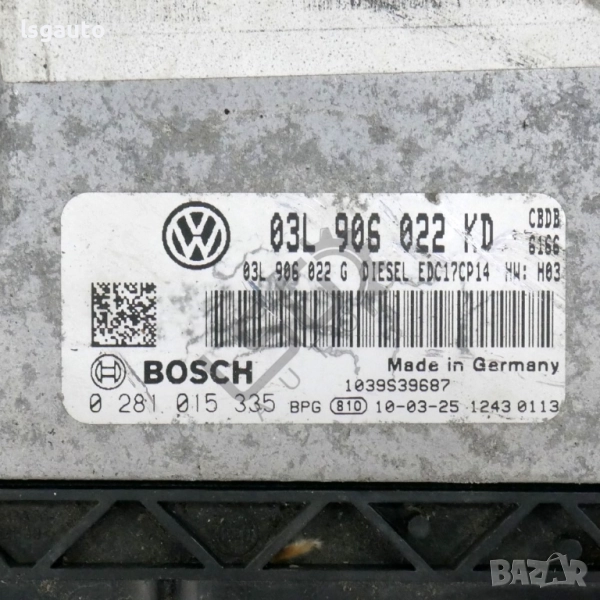 lsgauto
03L 906 022 KD
CBDB
6166
03L 906 022 G DIESEL EDC17CP14 HW: H03
BOSCH
Made in Germany
1039S39687
0 281 015 335 BPG 810 10-03-25 1243 0113
BAZAR